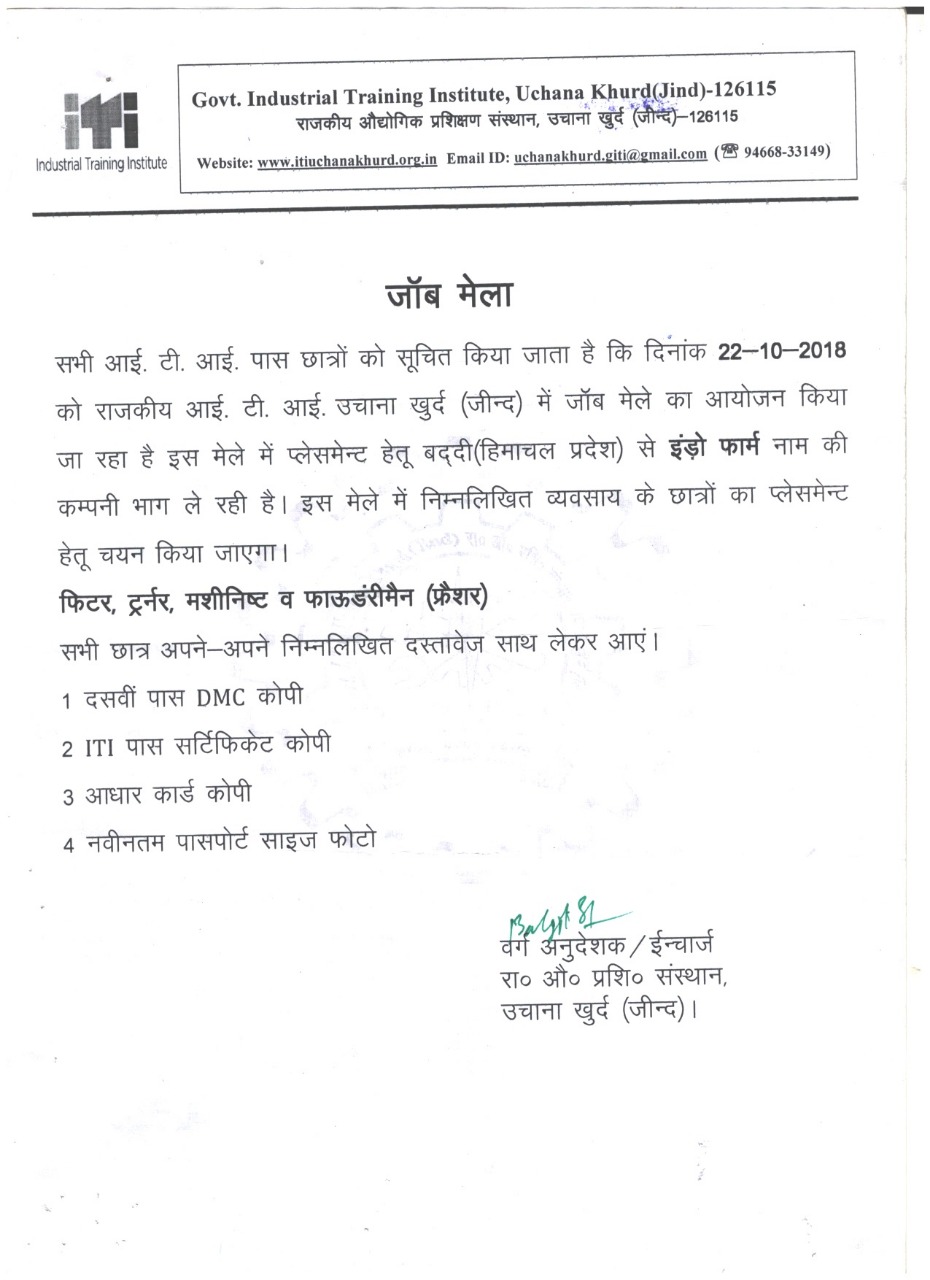 Govt. Industrial Training Institute, Uchana Khurd(Jind)-126115
राजकीय औद्योगिक प्रशिक्षण संस्थान, उचाना खुर्द (जीन्द)–126115
iTi
Industrial Training Institute
Website: www.itiuchanakhurd.org.in Email ID: uchanakhurd.giti@gmail.com (☎ 94668-33149)
जॉब मेला
सभी आई. टी. आई. पास छात्रों को सूचित किया जाता है कि दिनांक 22–10–2018
को राजकीय आई. टी. आई. उचाना खुर्द (जीन्द) में जॉब मेले का आयोजन किया
जा रहा है इस मेले में प्लेसमेन्ट हेतू बद्दी(हिमाचल प्रदेश) से इंड़ो फार्म नाम की
कम्पनी भाग ले रही है। इस मेले में निम्नलिखित व्यवसाय के छात्रों का प्लेसमेन्ट
हेतू चयन किया जाएगा।
फिटर, ट्रर्नर, मशीनिष्ट व फाऊडंरीमैन (फ्रैशर)
सभी छात्र अपने–अपने निम्नलिखित दस्तावेज साथ लेकर आएं।
1 दसवीं पास DMC कोपी
2 ITI पास सर्टिफिकेट कोपी
3 आधार कार्ड कोपी
4 नवीनतम पासपोर्ट साइज फोटो
वर्ग अनुदेशक/ईन्चार्ज
रा० औ० प्रशि० संस्थान,
उचाना खुर्द (जीन्द)।